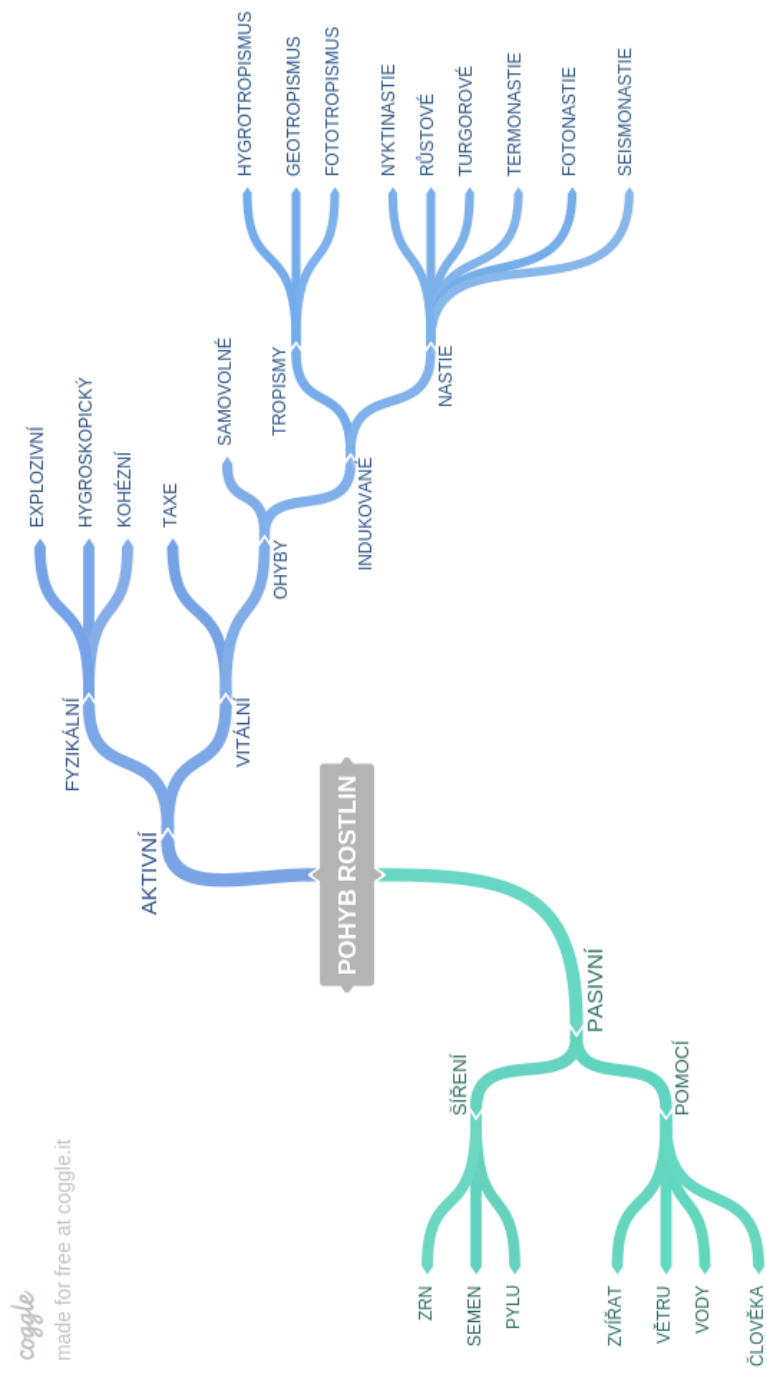 coggle
made for free at coggle.it
POHYB ROSTLIN
AKTIVNÍ
FYZIKÁLNÍ
EXPLOZIVNÍ
HYGROSKOPICKÝ
KOHÉZNÍ
VITÁLNÍ
TAXE
OHYBY
SAMOVOLNÉ
INDUKOVANÉ
TROPISMY
HYGROTROPISMUS
GEOTROPISMUS
FOTOTROPISMUS
NASTIE
NYKTINASTIE
RŮSTOVÉ
TURGOROVÉ
TERMONASTIE
FOTONASTIE
SEISMONASTIE
PASIVNÍ
ŠÍŘENÍ
ZRN
SEMEN
PYLU
POMOCÍ
ZVÍŘAT
VĚTRU
VODY
ČLOVĚKA